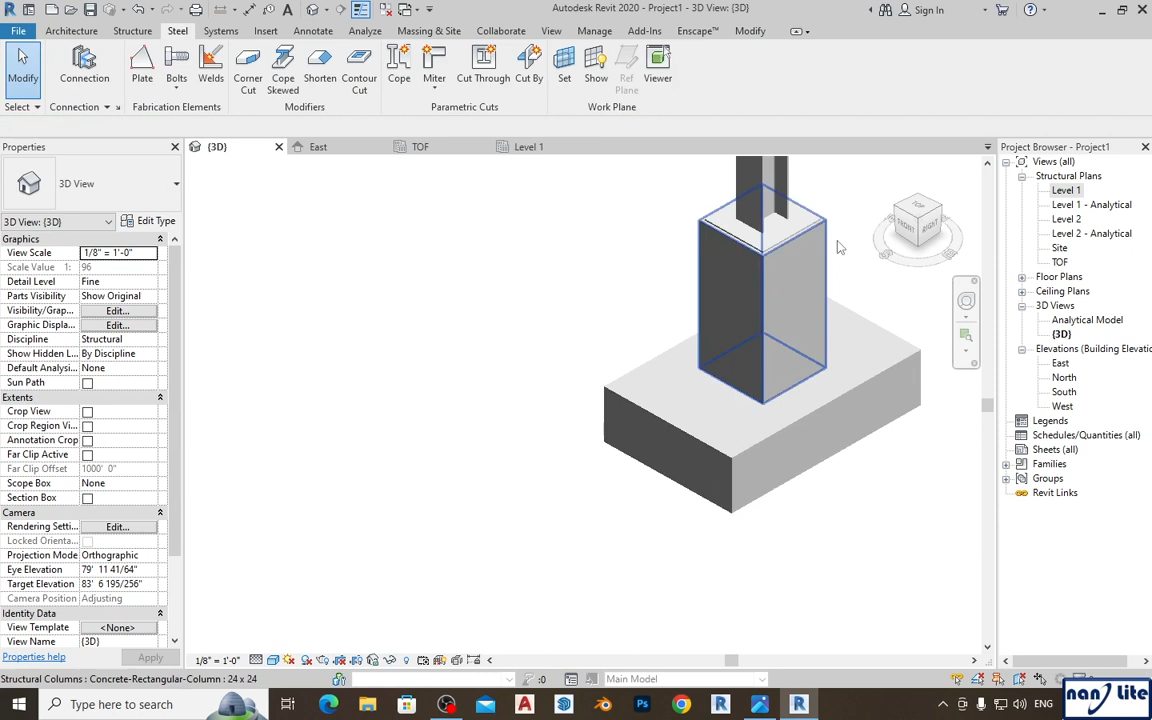 Autodesk Revit 2020 - Project1 - 3D View: {3D}
Sign In
File Architecture Structure Steel Systems Insert Annotate Analyze Massing & Site Collaborate View Manage Add-Ins Enscape™ Modify
Modify Connection Plate Bolts Welds Corner Cut Cope Skewed Shorten Contour Cut Cope Miter Cut Through Cut By Set Show Ref Plane Viewer
Select Connection Fabrication Elements Modifiers Parametric Cuts Work Plane
Properties
{3D} East TOF Level 1
Project Browser - Project1
3D View
3D View: {3D} Edit Type
Graphics
View Scale 1/8" = 1'-0"
Scale Value 1: 96
Detail Level Fine
Parts Visibility Show Original
Visibility/Grap... Edit...
Graphic Displa... Edit...
Discipline Structural
Show Hidden L... By Discipline
Default Analysi... None
Sun Path
Extents
Crop View
Crop Region Vi...
Annotation Crop
Far Clip Active
Far Clip Offset 1000' 0"
Scope Box None
Section Box
Camera
Rendering Setti... Edit...
Locked Orienta...
Projection Mode Orthographic
Eye Elevation 79' 11 41/64"
Target Elevation 83' 6 195/256"
Camera Position Adjusting
Identity Data
View Template <None>
View Name {3D}
Properties help Apply
TOP
FRONT
RIGHT
Views (all)
Structural Plans
Level 1
Level 1 - Analytical
Level 2
Level 2 - Analytical
Site
TOF
Floor Plans
Ceiling Plans
3D Views
Analytical Model
{3D}
Elevations (Building Elevatio
East
North
South
West
Legends
Schedules/Quantities (all)
Sheets (all)
Families
Groups
Revit Links
1/8" = 1'-0"
Structural Columns : Concrete-Rectangular-Column : 24 x 24
:0
Main Model
Type here to search
ENG
nanJlite